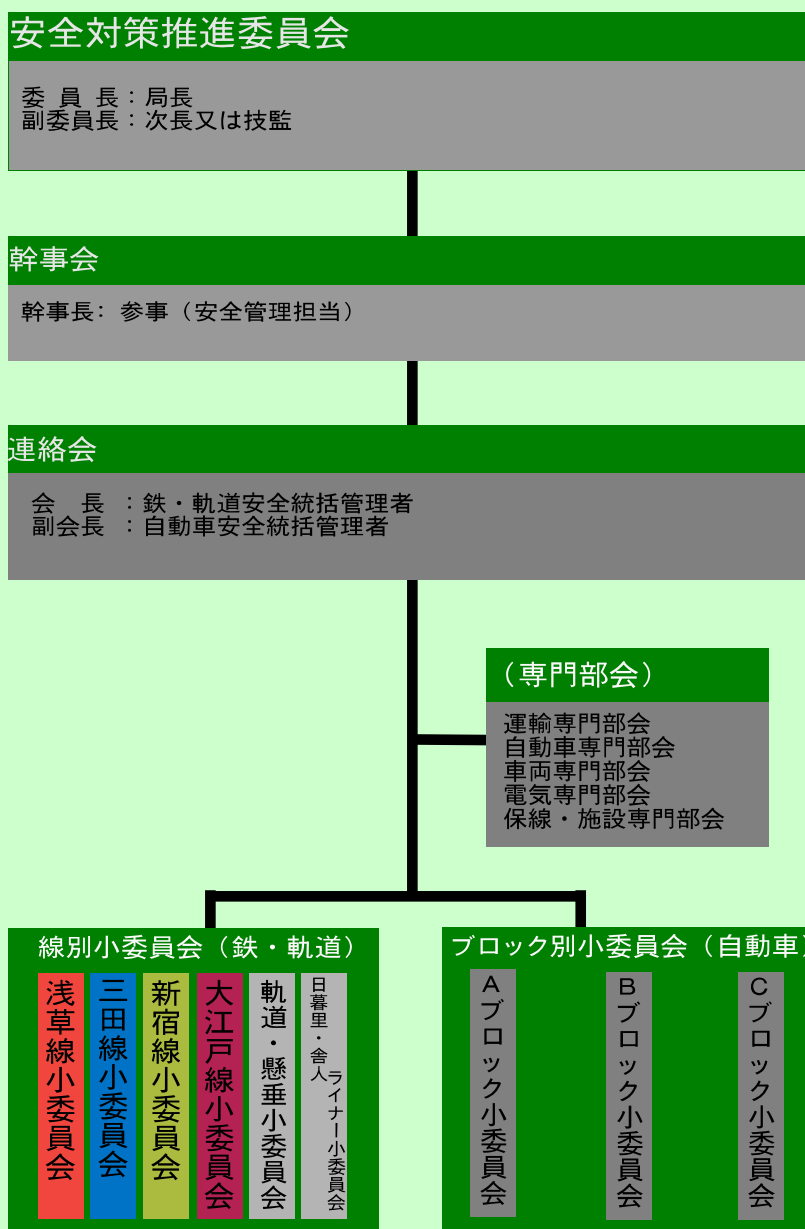 安全対策推進委員会
委 員 長：局長
副委員長：次長又は技監
幹事会
幹事長： 参事（安全管理担当）
連絡会
会　長　：鉄・軌道安全統括管理者
副会長　：自動車安全統括管理者
（専門部会）
運輸専門部会
自動車専門部会
車両専門部会
電気専門部会
保線・施設専門部会
線別小委員会（鉄・軌道）
浅草線小委員会
三田線小委員会
新宿線小委員会
大江戸線小委員会
軌道・懸垂小委員会
日暮里・舎人
ライナー小委員会
ブロック別小委員会（自動車）
Aブロック小委員会
Bブロック小委員会
Cブロック小委員会